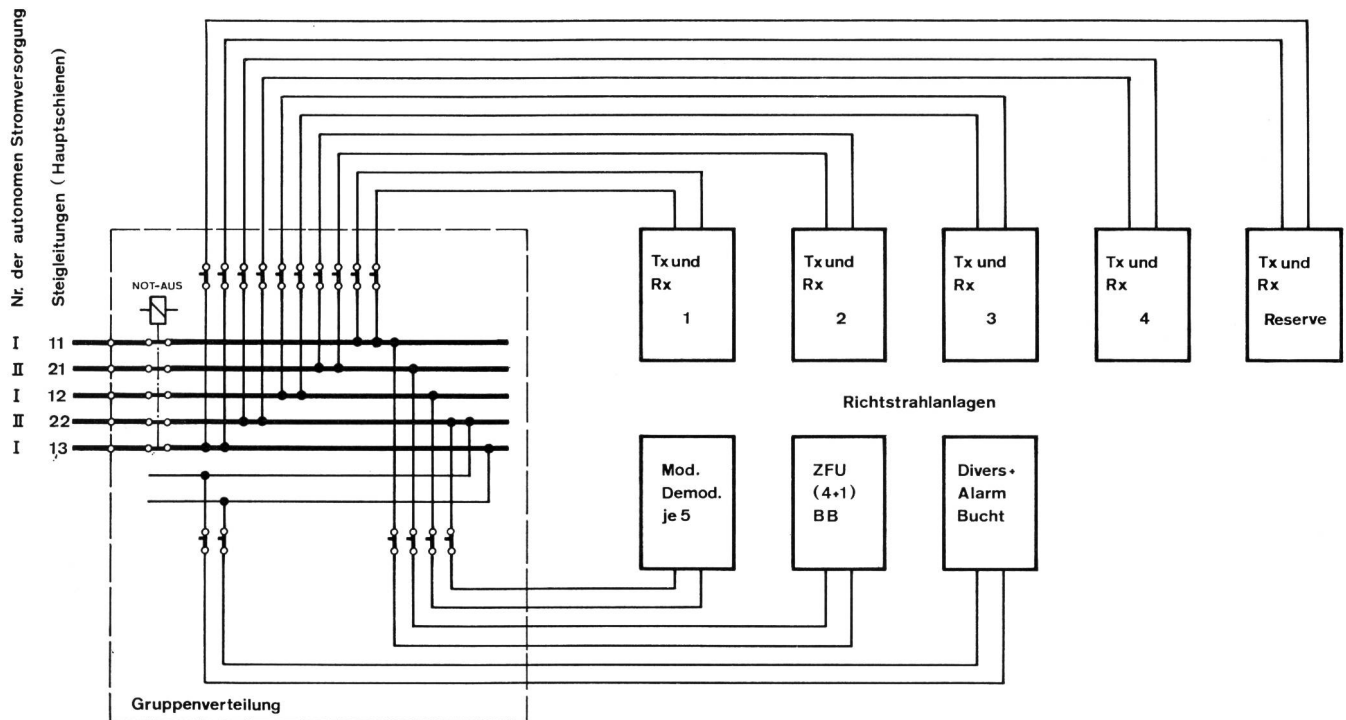 Nr. der autonomen Stromversorgung
Steigleitungen (Hauptschienen)
NOT-AUS
I 11
II 21
I 12
II 22
I 13
Tx und
Rx
1
Tx und
Rx
2
Tx und
Rx
3
Tx und
Rx
4
Tx und
Rx
Reserve
Richtstrahlanlagen
Mod.
Demod.
je 5
ZFU
(4+1)
BB
Divers+
Alarm
Bucht
Gruppenverteilung